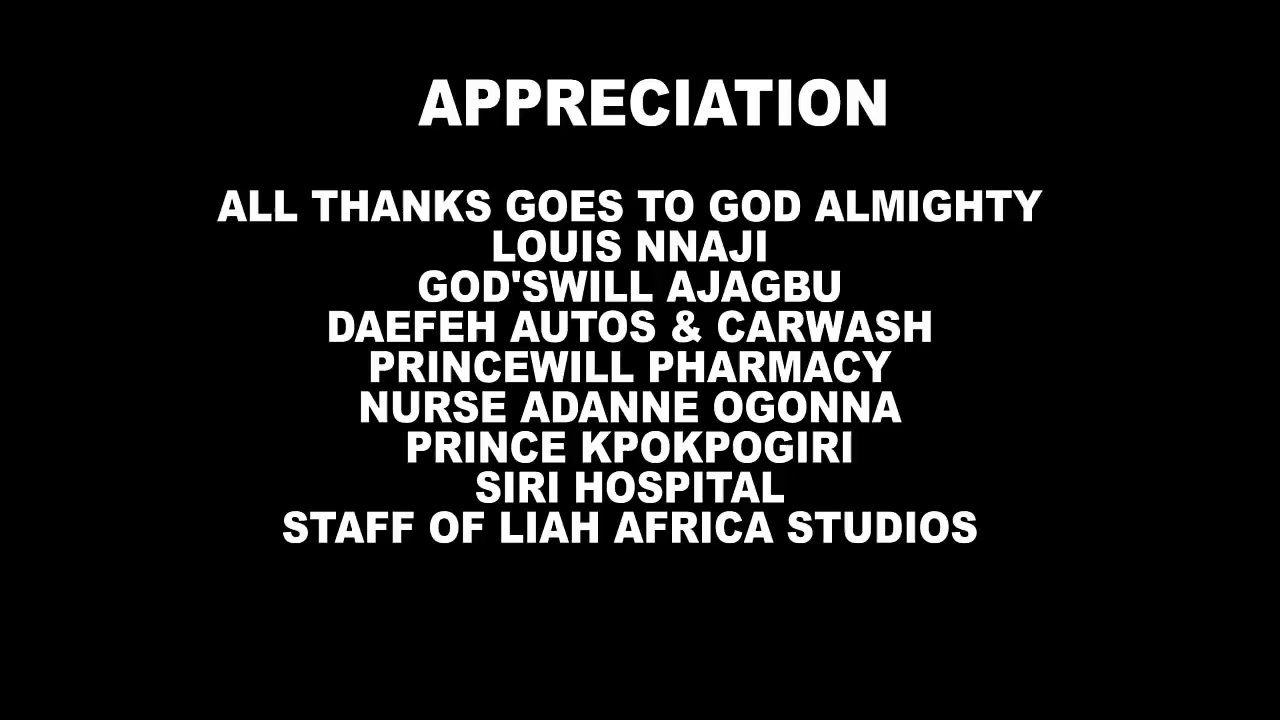 APPRECIATION
ALL THANKS GOES TO GOD ALMIGHTY
LOUIS NNAJI
GOD'SWILL AJAGBU
DAEFEH AUTOS & CARWASH
PRINCEWILL PHARMACY
NURSE ADANNE OGONNA
PRINCE KPOKPOGIRI
SIRI HOSPITAL
STAFF OF LIAH AFRICA STUDIOS